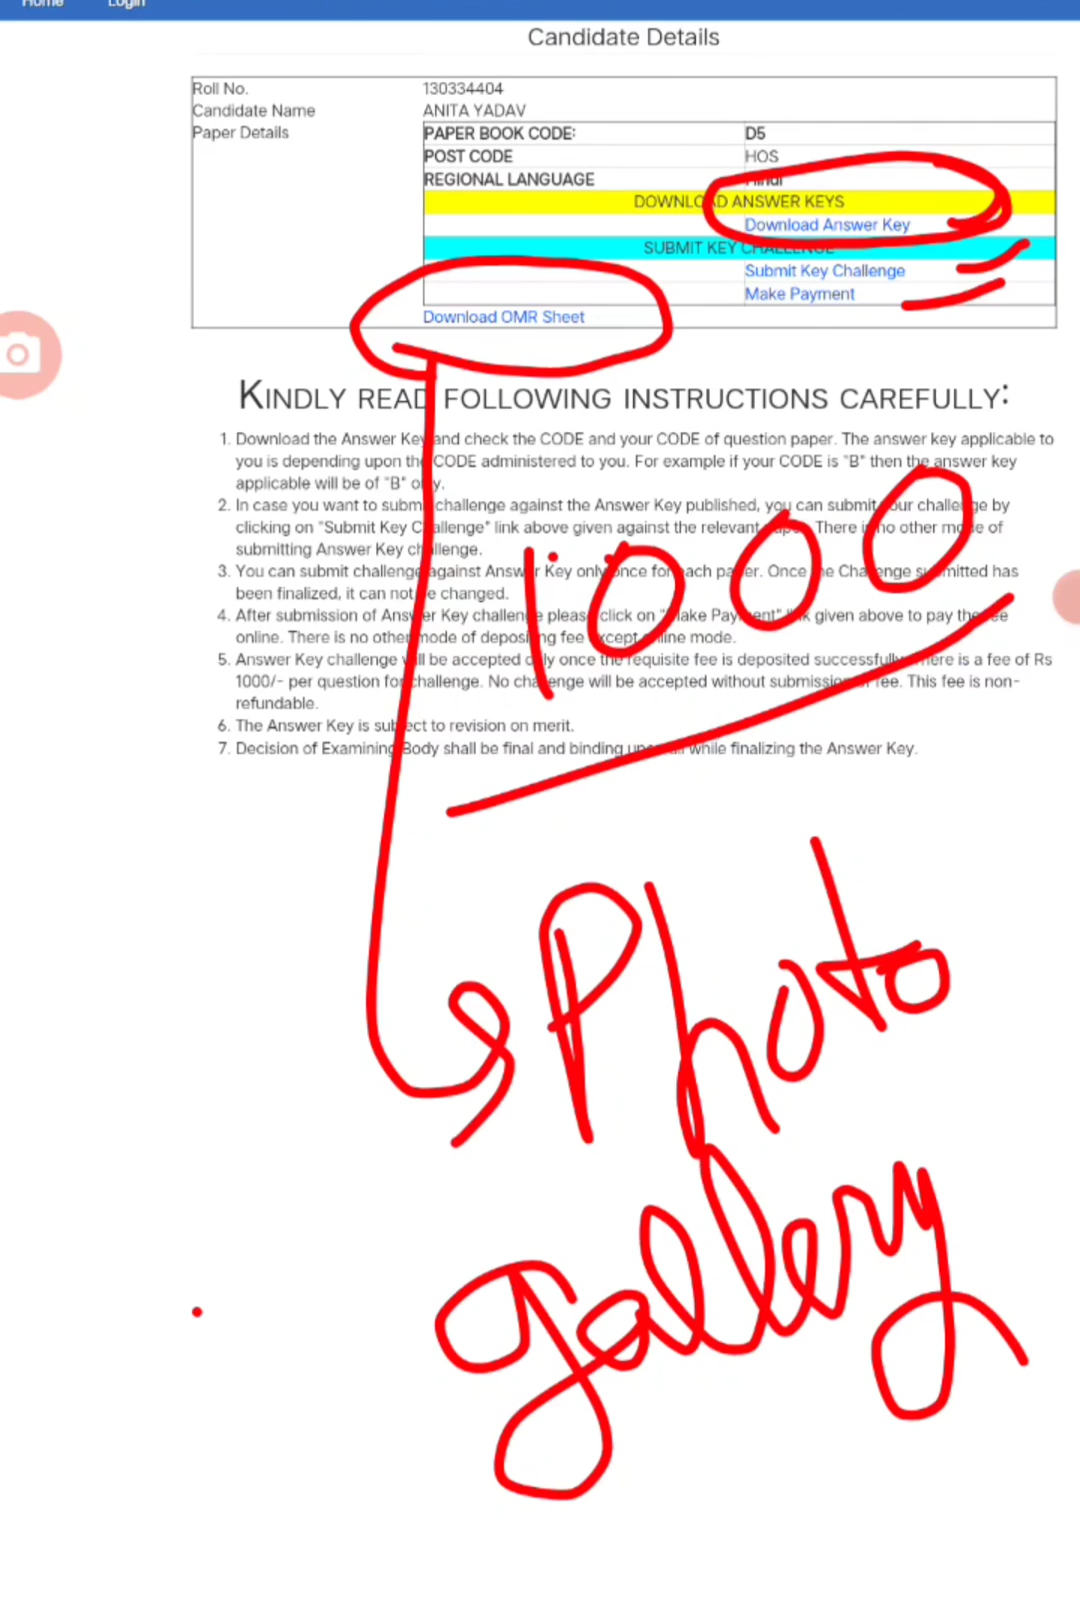 Home Login
Candidate Details
Roll No. 130334404
Candidate Name ANITA YADAV
Paper Details PAPER BOOK CODE: D5
POST CODE HOS
REGIONAL LANGUAGE Hindi
DOWNLOAD ANSWER KEYS
Download Answer Key
SUBMIT KEY CHALLENGE
Submit Key Challenge
Make Payment
Download OMR Sheet
KINDLY READ FOLLOWING INSTRUCTIONS CAREFULLY:
1. Download the Answer Key and check the CODE and your CODE of question paper. The answer key applicable to
you is depending upon the CODE administered to you. For example if your CODE is "B" then the answer key
applicable will be of "B" only.
2. In case you want to submit challenge against the Answer Key published, you can submit your challenge by
clicking on "Submit Key Challenge" link above given against the relevant paper. There is no other mode of
submitting Answer Key challenge.
3. You can submit challenge against Answer Key only once for each paper. Once the Challenge submitted has
been finalized, it can not be changed.
4. After submission of Answer Key challenge please click on "Make Payment" link given above to pay the fee
online. There is no other mode of depositing fee except online mode.
5. Answer Key challenge will be accepted only once the requisite fee is deposited successfully. There is a fee of Rs
1000/- per question for challenge. No challenge will be accepted without submission of fee. This fee is non-
refundable.
6. The Answer Key is subject to revision on merit.
7. Decision of Examining Body shall be final and binding upon all while finalizing the Answer Key.
1000
Photo
gallery